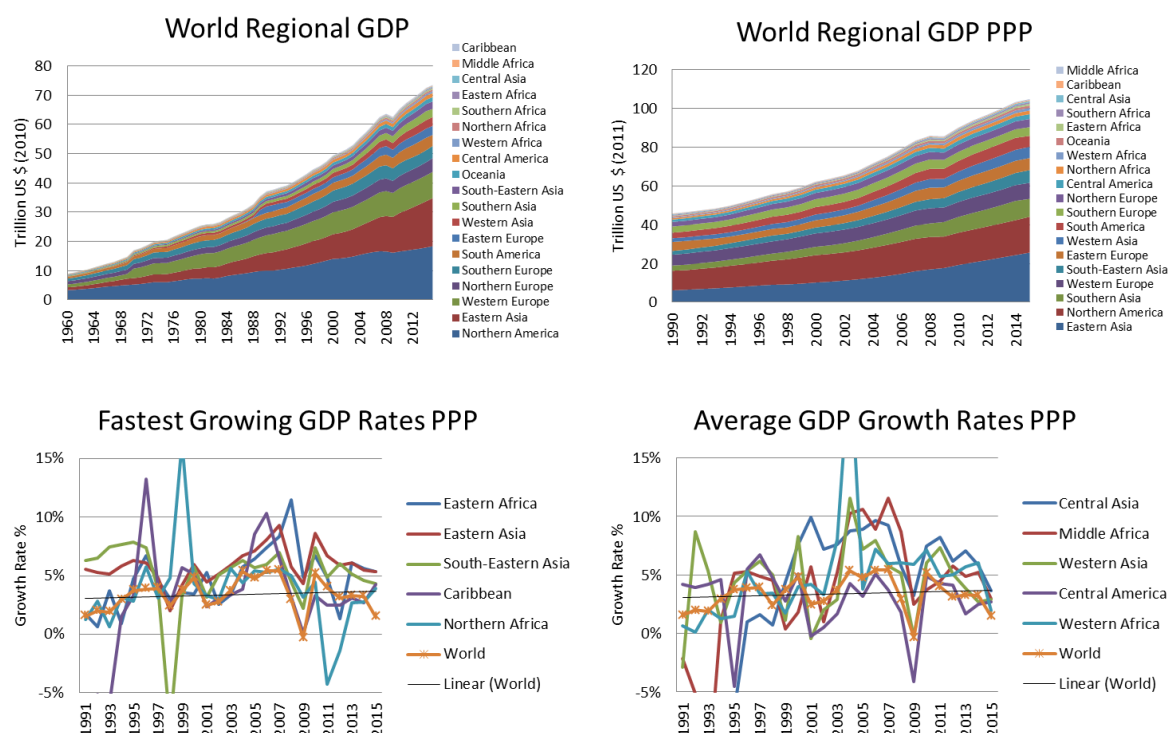 World Regional GDP
Trillion US $ (2010)
80
70
60
50
40
30
20
10
0
1960
1964
1968
1972
1976
1980
1984
1988
1992
1996
2000
2004
2008
2012
Caribbean
Middle Africa
Central Asia
Eastern Africa
Southern Africa
Northern Africa
Western Africa
Central America
Oceania
South-Eastern Asia
Southern Asia
Western Asia
Eastern Europe
South America
Southern Europe
Northern Europe
Western Europe
Eastern Asia
Northern America
World Regional GDP PPP
Trillion US $ (2011)
120
100
80
60
40
20
0
1990
1992
1994
1996
1998
2000
2002
2004
2006
2008
2010
2012
2014
Middle Africa
Caribbean
Central Asia
Southern Africa
Eastern Africa
Oceania
Western Africa
Northern Africa
Central America
Northern Europe
Southern Europe
South America
Western Asia
Eastern Europe
South-Eastern Asia
Western Europe
Southern Asia
Northern America
Eastern Asia
Fastest Growing GDP Rates PPP
Growth Rate %
15%
10%
5%
0%
-5%
1991
1993
1995
1997
1999
2001
2003
2005
2007
2009
2011
2013
2015
Eastern Africa
Eastern Asia
South-Eastern Asia
Caribbean
Northern Africa
World
Linear (World)
Average GDP Growth Rates PPP
Growth Rate %
15%
10%
5%
0%
-5%
1991
1993
1995
1997
1999
2001
2003
2005
2007
2009
2011
2013
2015
Central Asia
Middle Africa
Western Asia
Central America
Western Africa
World
Linear (World)